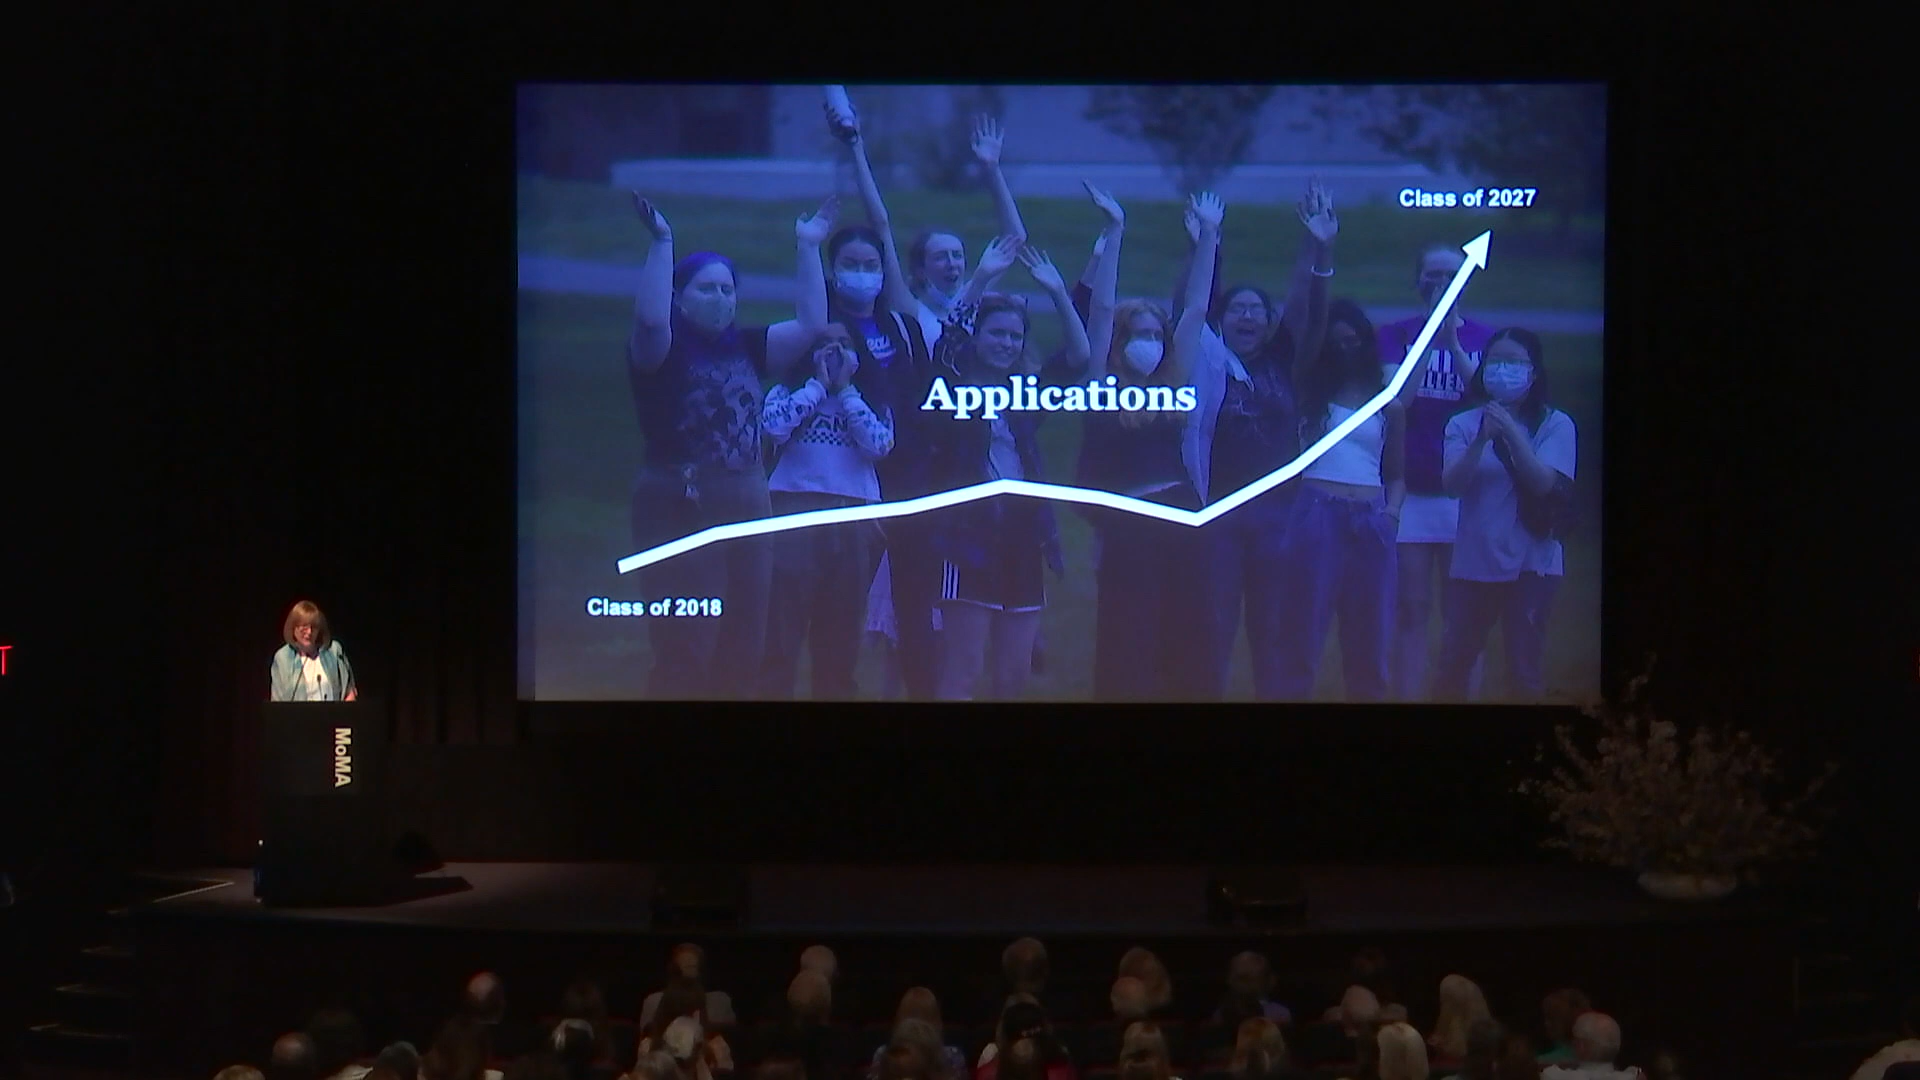 Class of 2027
Applications
Class of 2018
MoMA
T